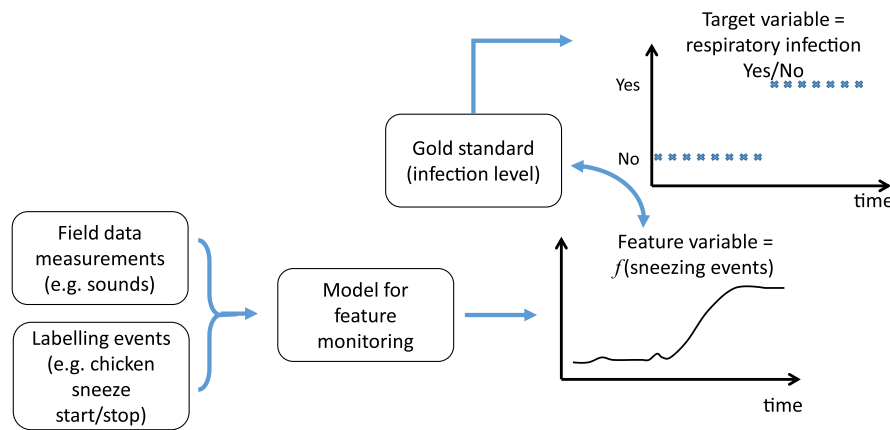 Field data
measurements
(e.g. sounds)
Labelling events
(e.g. chicken
sneeze
start/stop)
Model for
feature
monitoring
Gold standard
(infection level)
Target variable =
respiratory infection
Yes/No
Yes
No
time
Feature variable =
f(sneezing events)
time